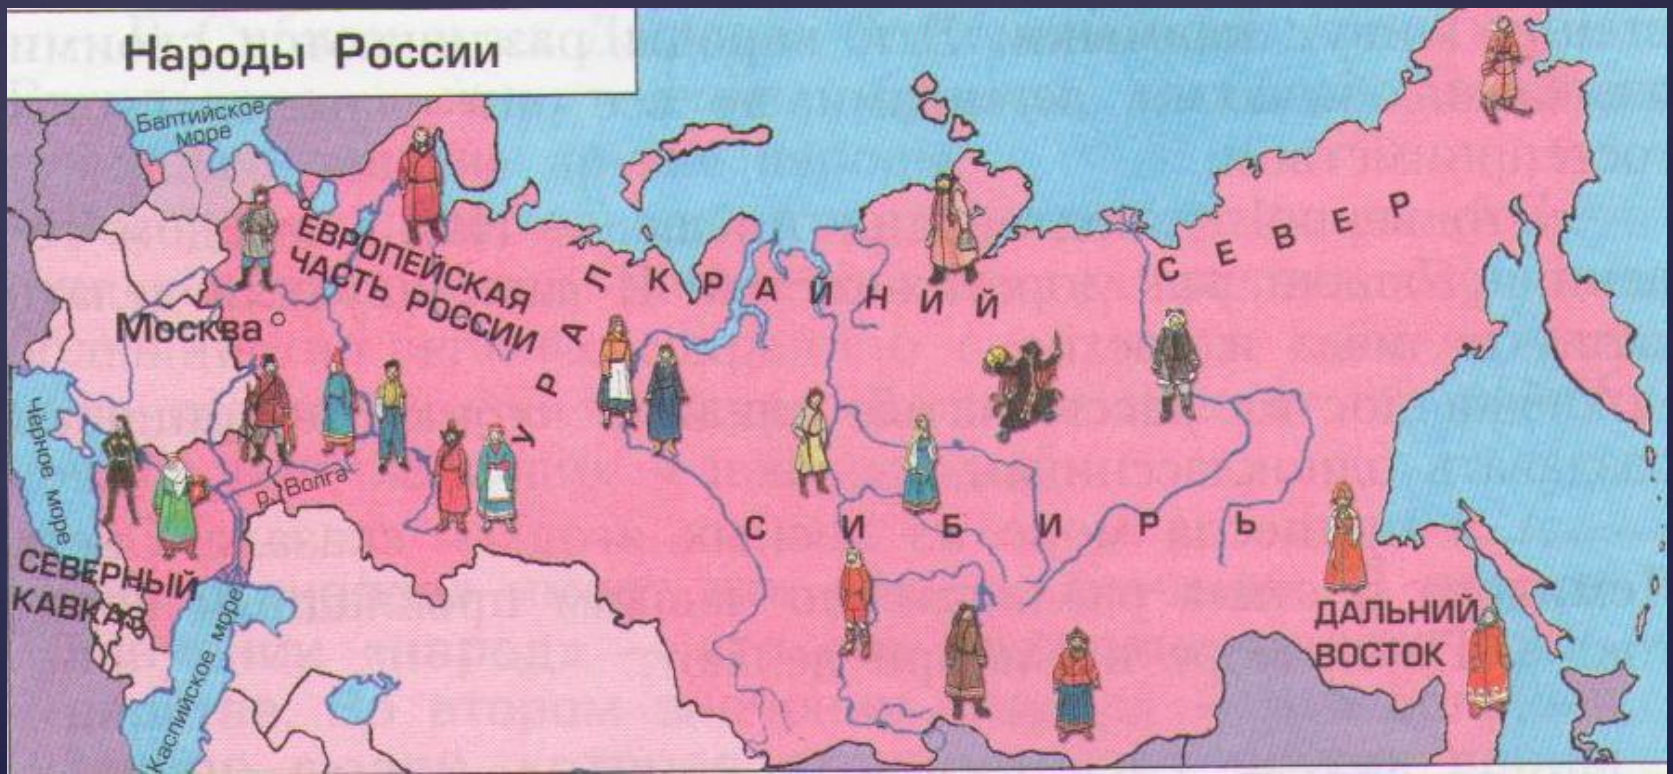 Народы России
Балтийское
море
ЕВРОПЕЙСКАЯ
ЧАСТЬ РОССИИ
Москва
УРАЛ
КРАЙНИЙ
СЕВЕР
Чёрное море
р. Волга
СИБИРЬ
СЕВЕРНЫЙ
КАВКАЗ
Каспийское море
ДАЛЬНИЙ
ВОСТОК